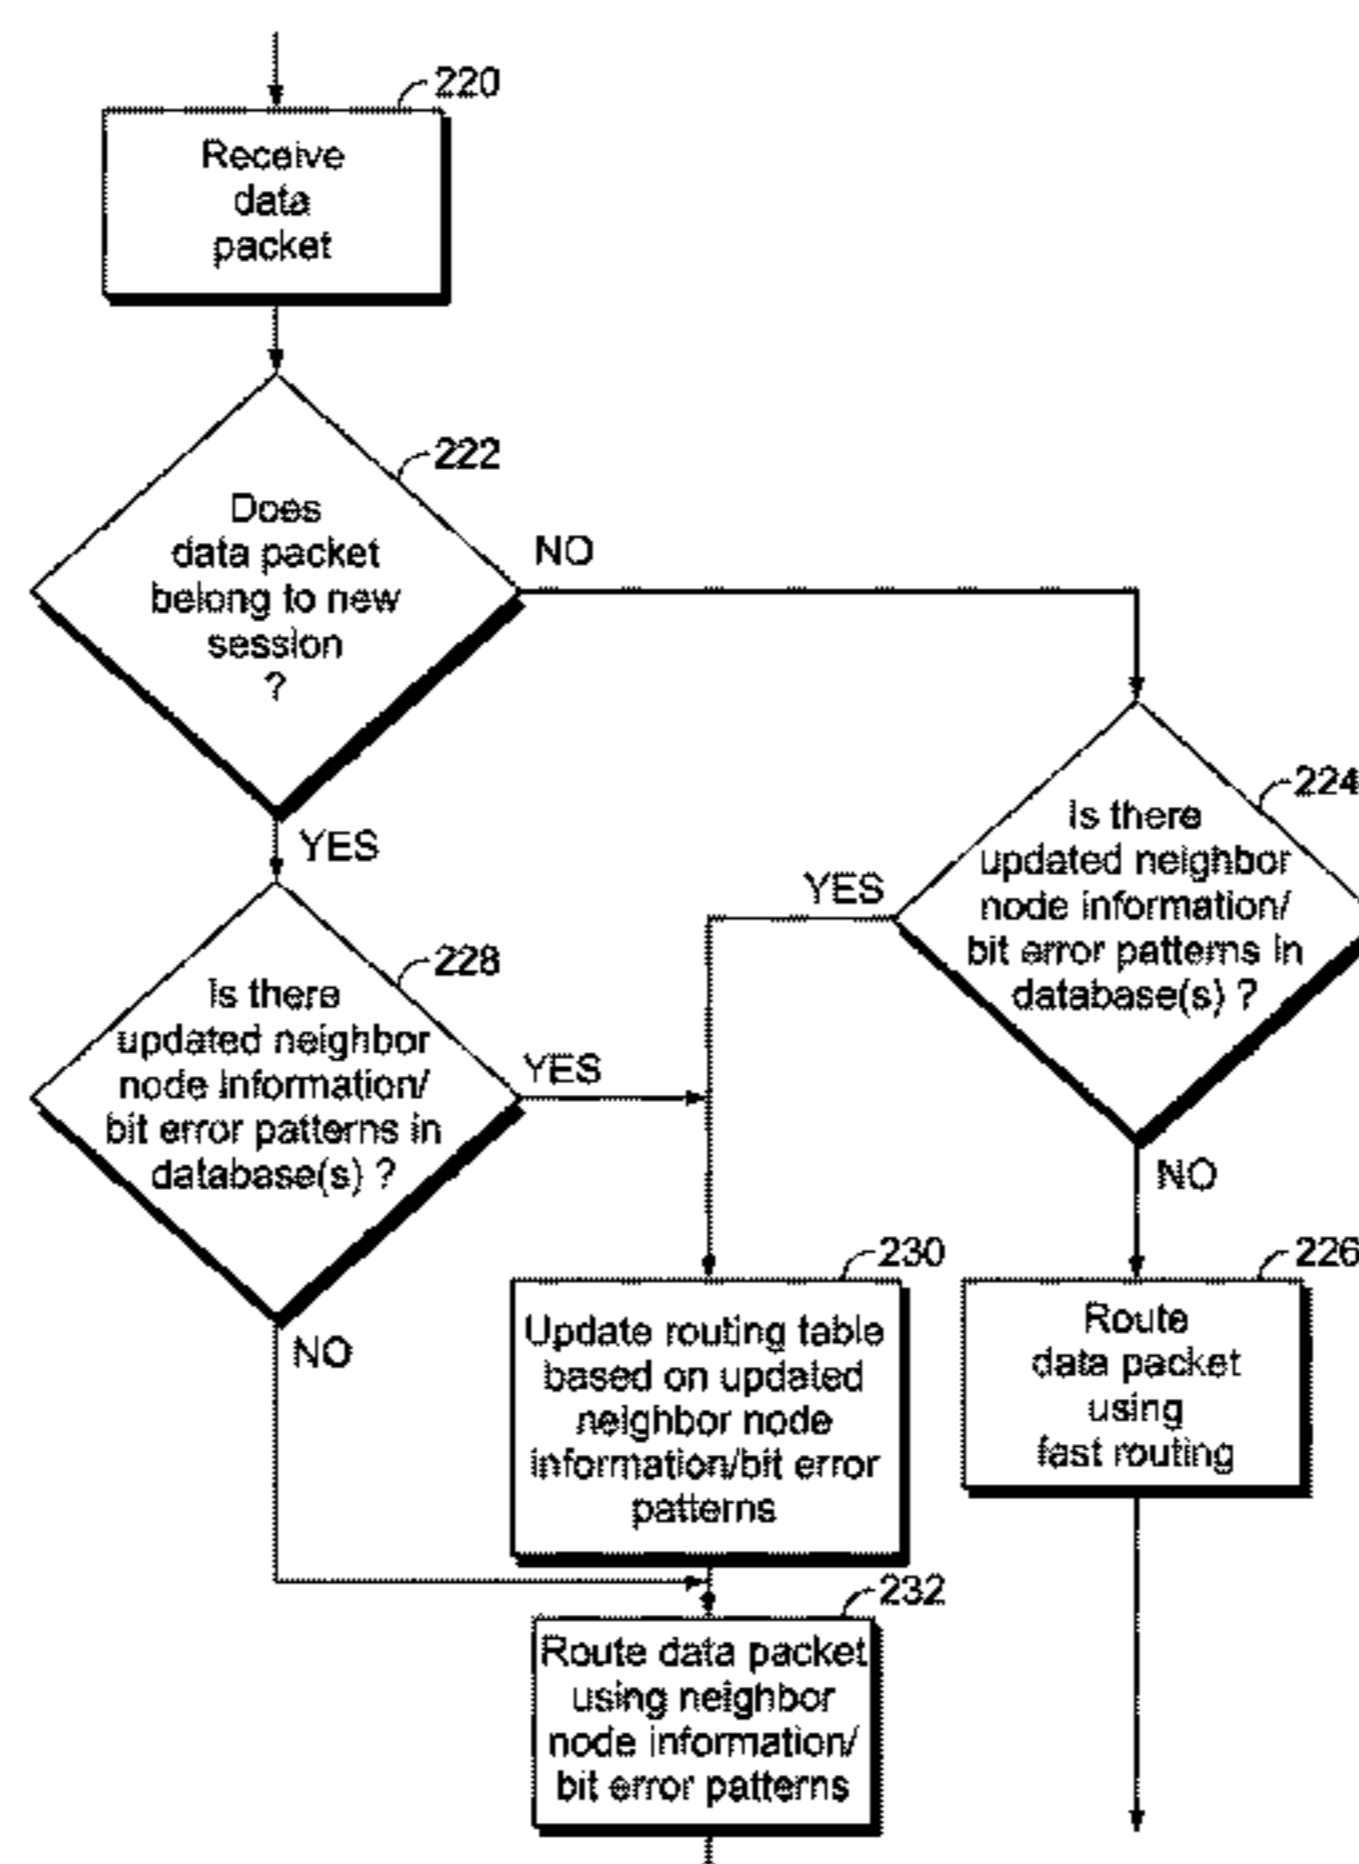 220
Receive
data
packet
222
Does
data packet
belong to new
session
?
NO
YES
224
Is there
updated neighbor
node information/
bit error patterns in
database(s) ?
YES
NO
228
Is there
updated neighbor
node information/
bit error patterns in
database(s) ?
YES
NO
230
Update routing table
based on updated
neighbor node
information/bit error
patterns
226
Route
data packet
using
fast routing
232
Route data packet
using neighbor
node information/
bit error patterns